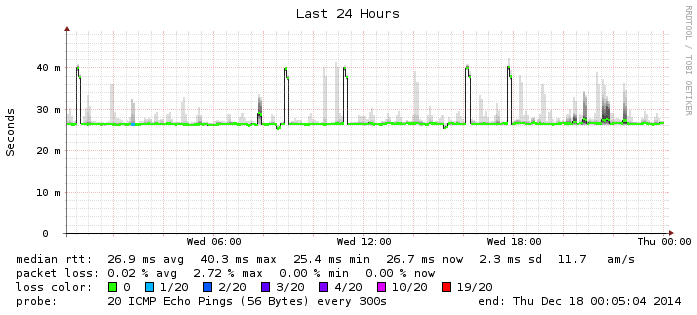 Last 24 Hours
RRDTOOL / TOBI OETIKER
Seconds
40 m
30 m
20 m
10 m
0
Wed 06:00 Wed 12:00 Wed 18:00 Thu 00:00
median rtt: 26.9 ms avg 40.3 ms max 25.4 ms min 26.7 ms now 2.3 ms sd 11.7 am/s
packet loss: 0.02 % avg 2.72 % max 0.00 % min 0.00 % now
loss color: 0 1/20 2/20 3/20 4/20 10/20 19/20
probe: 20 ICMP Echo Pings (56 Bytes) every 300s end: Thu Dec 18 00:05:04 2014